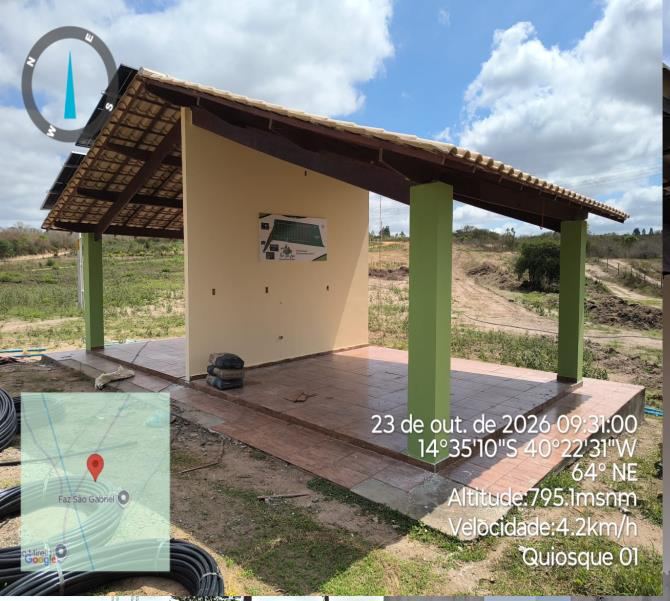 N
E
S
W
23 de out. de 2026 09:31:00
14°35'10"S 40°22'31"W
64° NE
Altitude:795.1msnm
Velocidade:4.2km/h
Quiosque 01
Faz São Gabriel
Google